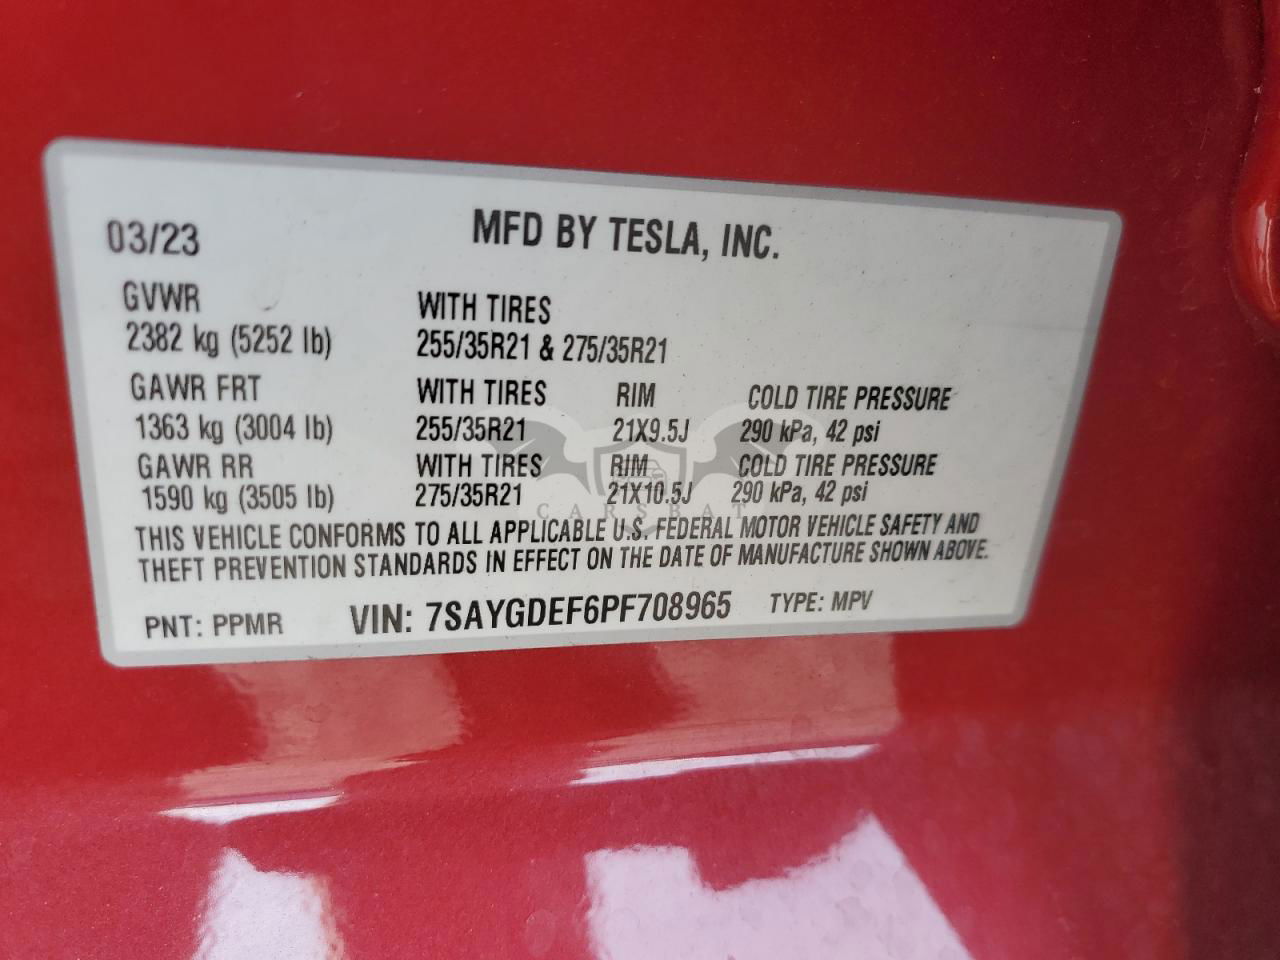 03/23 MFD BY TESLA, INC.
GVWR WITH TIRES
2382 kg (5252 lb) 255/35R21 & 275/35R21
GAWR FRT WITH TIRES RIM COLD TIRE PRESSURE
1363 kg (3004 lb) 255/35R21 21X9.5J 290 kPa, 42 psi
GAWR RR WITH TIRES RIM COLD TIRE PRESSURE
1590 kg (3505 lb) 275/35R21 21X10.5J 290 kPa, 42 psi
CARSBAT
THIS VEHICLE CONFORMS TO ALL APPLICABLE U.S. FEDERAL MOTOR VEHICLE SAFETY AND
THEFT PREVENTION STANDARDS IN EFFECT ON THE DATE OF MANUFACTURE SHOWN ABOVE.
PNT: PPMR VIN: 7SAYGDEF6PF708965 TYPE: MPV